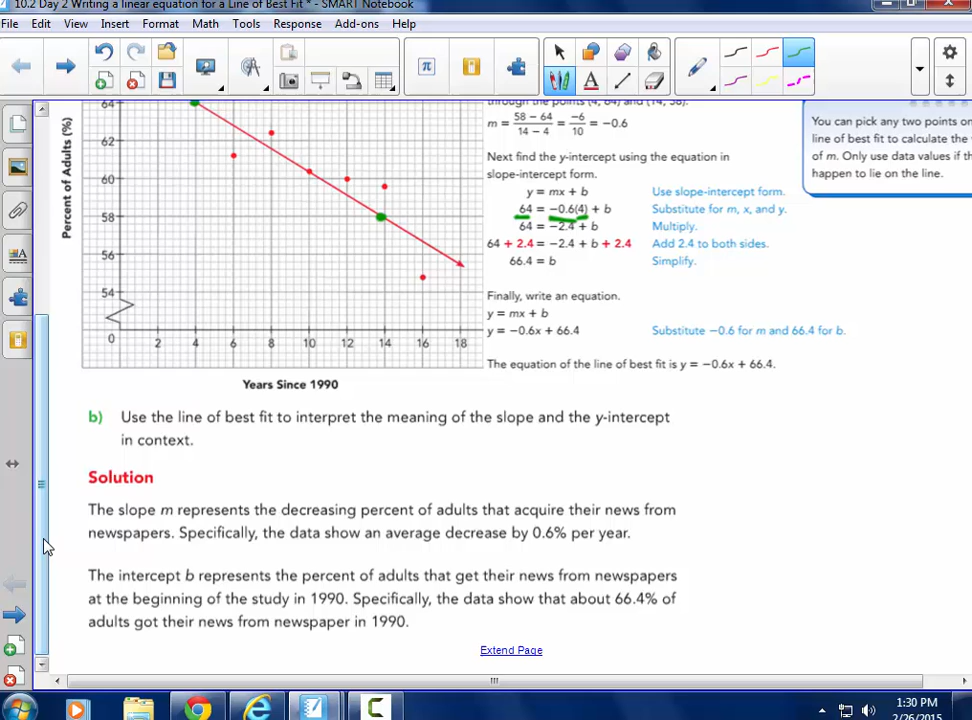 10.2 Day 2 Writing a linear equation for a Line of Best Fit * - SMART Notebook
File Edit View Insert Format Math Tools Response Add-ons Help
through the points (4, 64) and (14, 58)
m = (58 − 64)/(14 − 4) = −6/10 = −0.6
Next find the y-intercept using the equation in
slope-intercept form.
y = mx + b Use slope-intercept form.
64 = −0.6(4) + b Substitute for m, x, and y.
64 = −2.4 + b Multiply.
64 + 2.4 = −2.4 + b + 2.4 Add 2.4 to both sides.
66.4 = b Simplify.
Finally, write an equation.
y = mx + b
y = −0.6x + 66.4 Substitute −0.6 for m and 66.4 for b.
The equation of the line of best fit is y = −0.6x + 66.4.
You can pick any two points on
line of best fit to calculate the
of m. Only use data values if
happen to lie on the line.
Percent of Adults (%)
64
62
60
58
56
54
0 2 4 6 8 10 12 14 16 18
Years Since 1990
b) Use the line of best fit to interpret the meaning of the slope and the y-intercept
in context.
Solution
The slope m represents the decreasing percent of adults that acquire their news from
newspapers. Specifically, the data show an average decrease by 0.6% per year.
The intercept b represents the percent of adults that get their news from newspapers
at the beginning of the study in 1990. Specifically, the data show that about 66.4% of
adults got their news from newspaper in 1990.
Extend Page
1:30 PM
2/26/2015